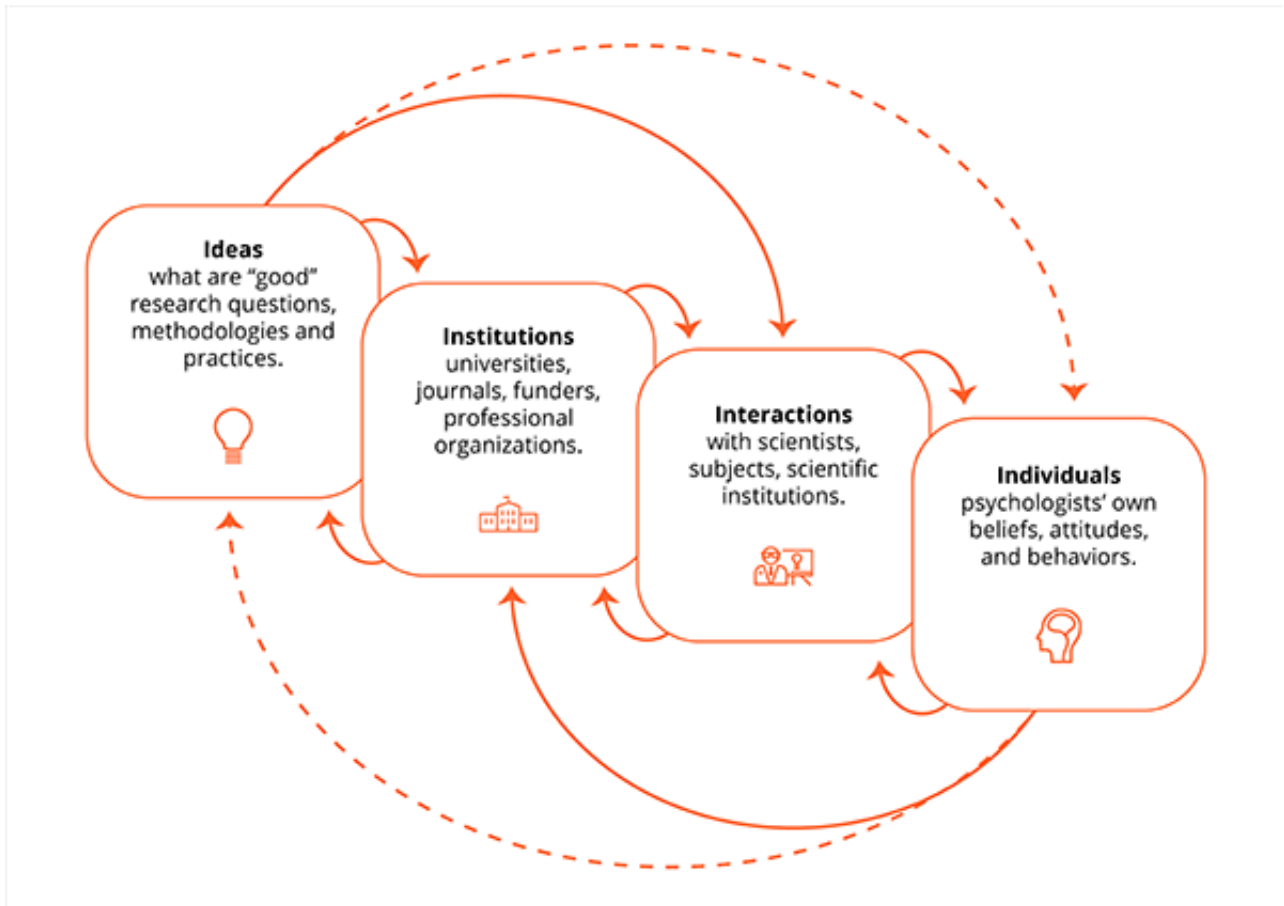 Ideas
what are “good”
research questions,
methodologies and
practices.
Institutions
universities,
journals, funders,
professional
organizations.
Interactions
with scientists,
subjects, scientific
institutions.
Individuals
psychologists’ own
beliefs, attitudes,
and behaviors.